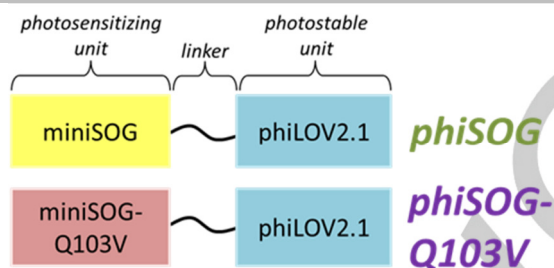 photosensitizing unit linker photostable unit
miniSOG phiLOV2.1 phiSOG
miniSOG-Q103V phiLOV2.1 phiSOG-Q103V